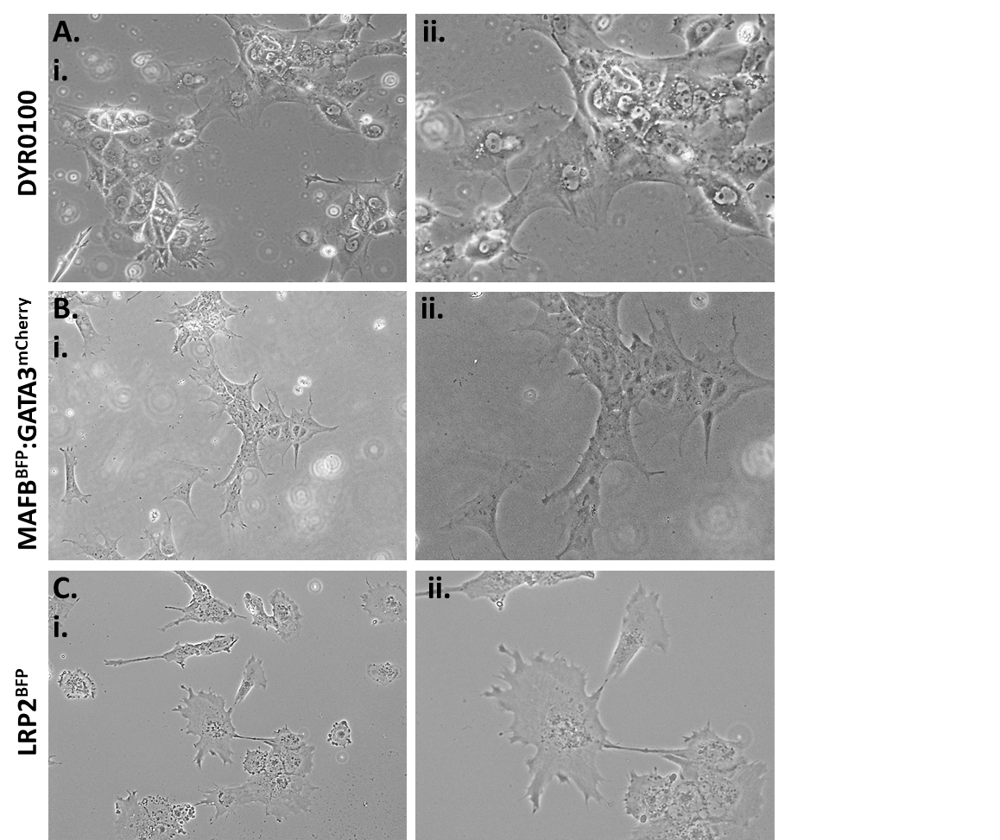 DYR0100
A.
i.
ii.
MAFBᴮᶠᴾ:GATA3ᵐᶜʰᵉʳʳʸ
B.
i.
ii.
LRP2ᴮᶠᴾ
C.
i.
ii.